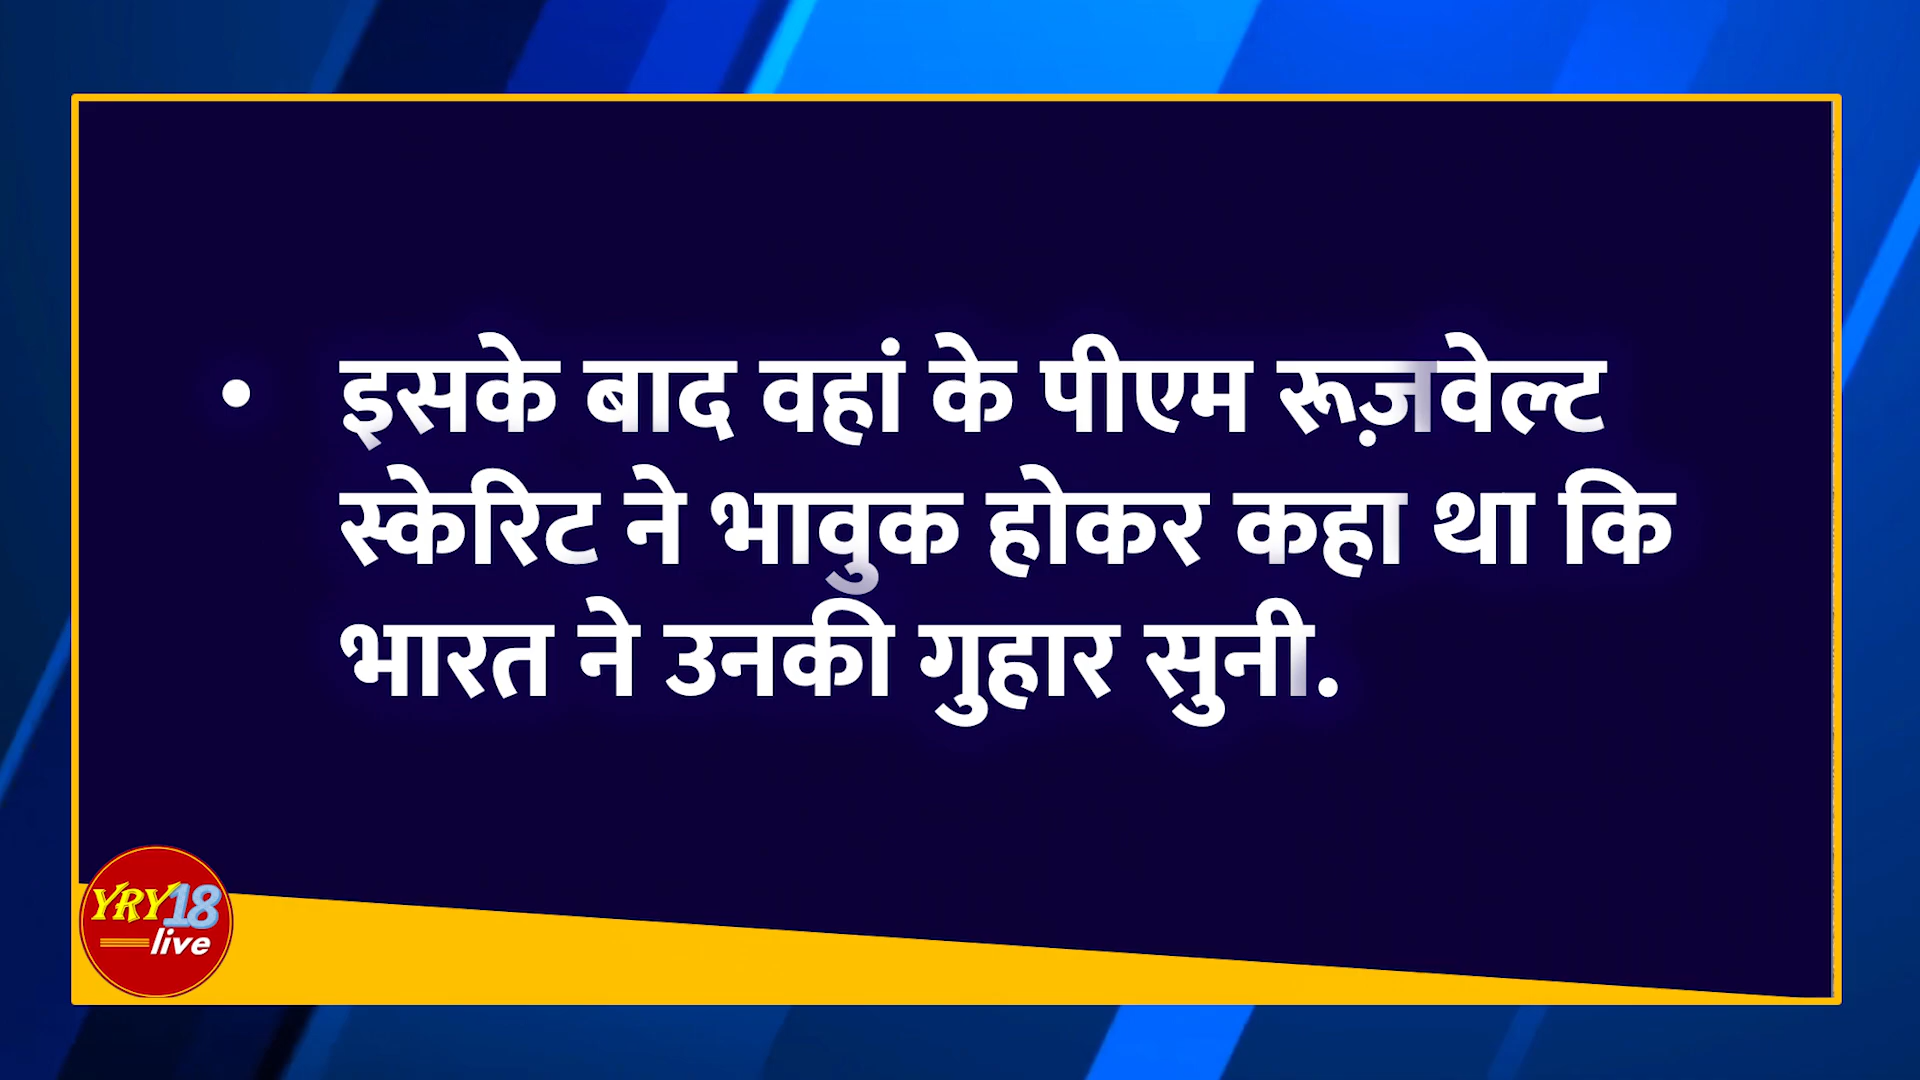 • इसके बाद वहां के पीएम रूज़वेल्ट
स्केरिट ने भावुक होकर कहा था कि
भारत ने उनकी गुहार सुनी.
YRY18
live